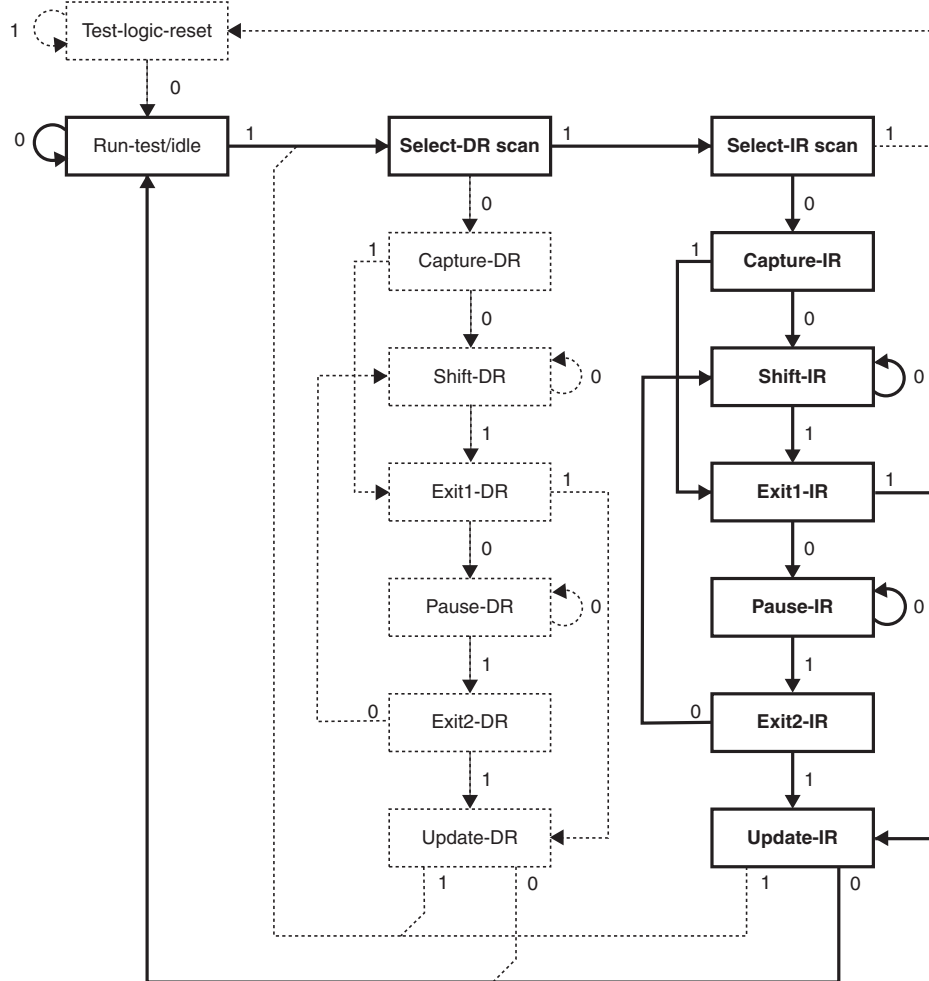 1
Test-logic-reset
0
0
Run-test/idle
1
Select-DR scan
1
Select-IR scan
1
0
0
1
Capture-DR
1
Capture-IR
0
0
Shift-DR
0
Shift-IR
0
1
1
Exit1-DR
1
Exit1-IR
1
0
0
Pause-DR
0
Pause-IR
0
1
1
0
Exit2-DR
0
Exit2-IR
1
1
Update-DR
Update-IR
1
0
1
0